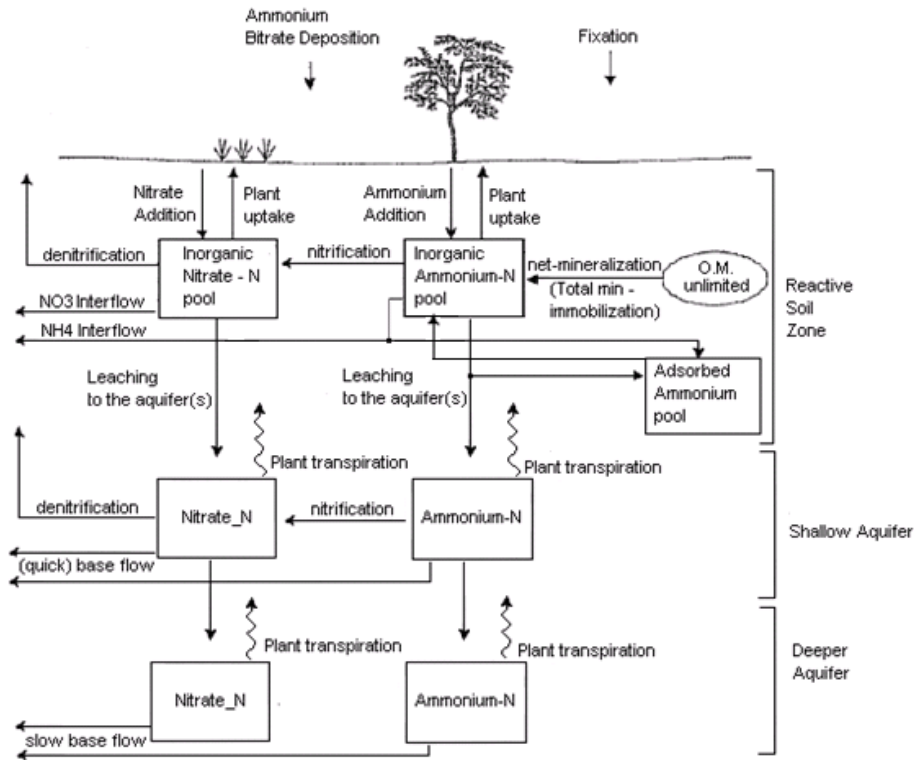 Ammonium
Bitrate Deposition
Fixation
Nitrate
Addition
Plant
uptake
Ammonium
Addition
Plant
uptake
denitrification
Inorganic
Nitrate - N
pool
nitrification
Inorganic
Ammonium-N
pool
net-mineralization
(Total min -
immobilization)
O.M.
unlimited
Reactive
Soil
Zone
NO3 Interflow
NH4 Interflow
Leaching
to the aquifer(s)
Leaching
to the aquifer(s)
Adsorbed
Ammonium
pool
Plant transpiration
Plant transpiration
denitrification
Nitrate_N
nitrification
Ammonium-N
Shallow Aquifer
(quick) base flow
Plant transpiration
Plant transpiration
Deeper
Aquifer
Nitrate_N
Ammonium-N
slow base flow